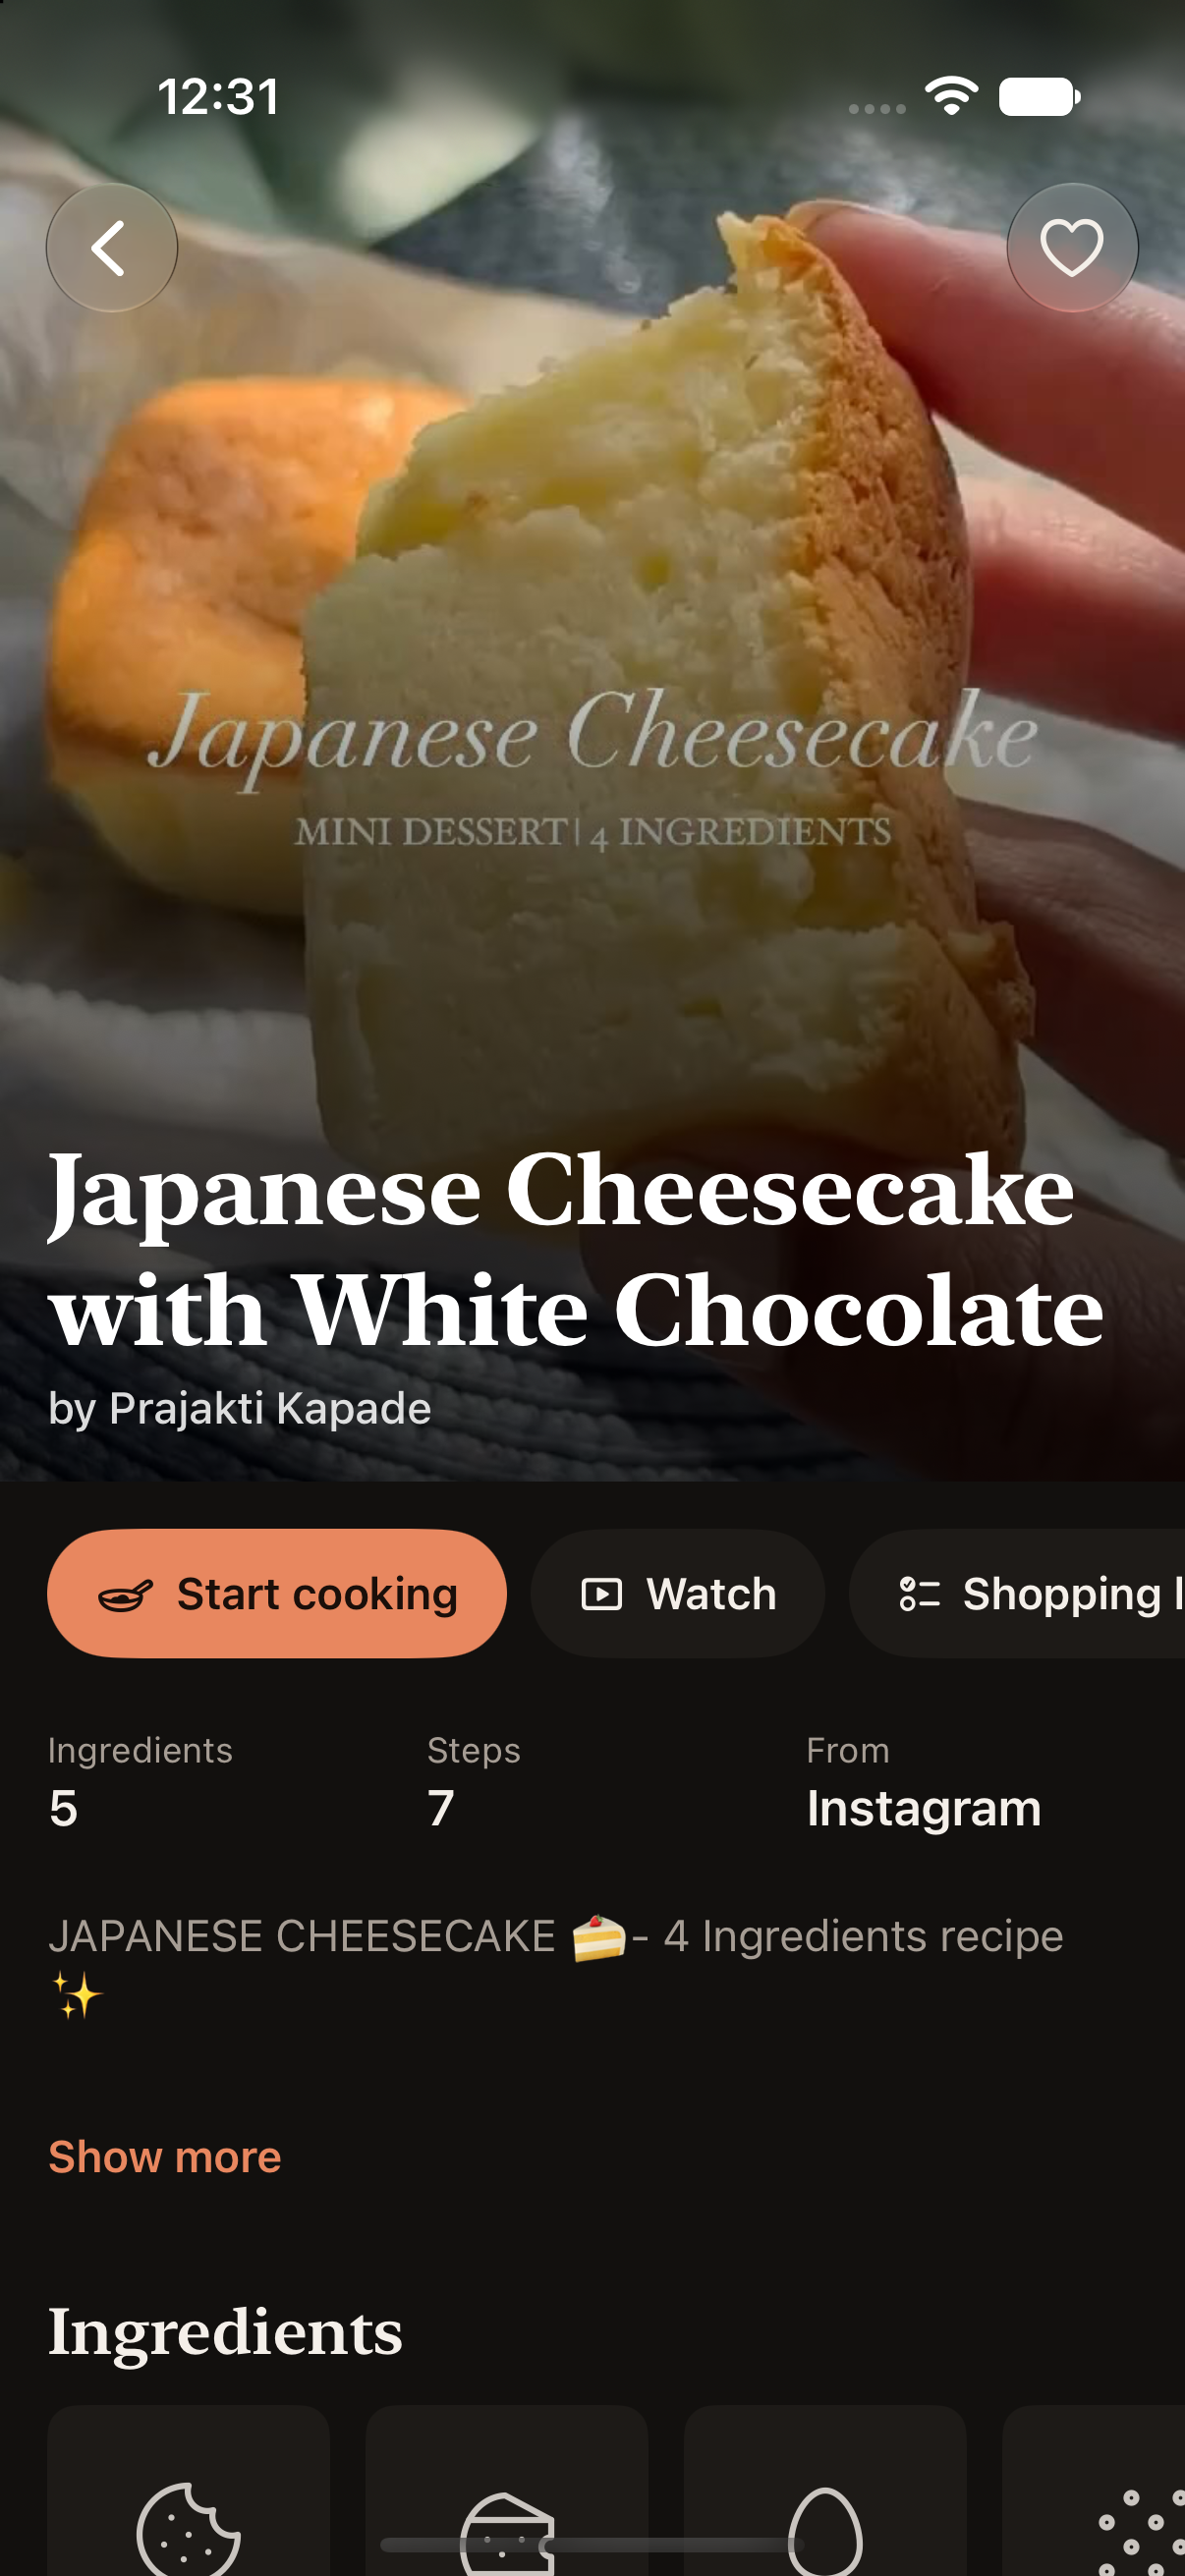 12:31
Japanese Cheesecake
MINI DESSERT| 4 INGREDIENTS
Japanese Cheesecake
with White Chocolate
by Prajakti Kapade
Start cooking
Watch
Shopping l
Ingredients
Steps
From
5
7
Instagram
JAPANESE CHEESECAKE 🍰- 4 Ingredients recipe
✨
Show more
Ingredients